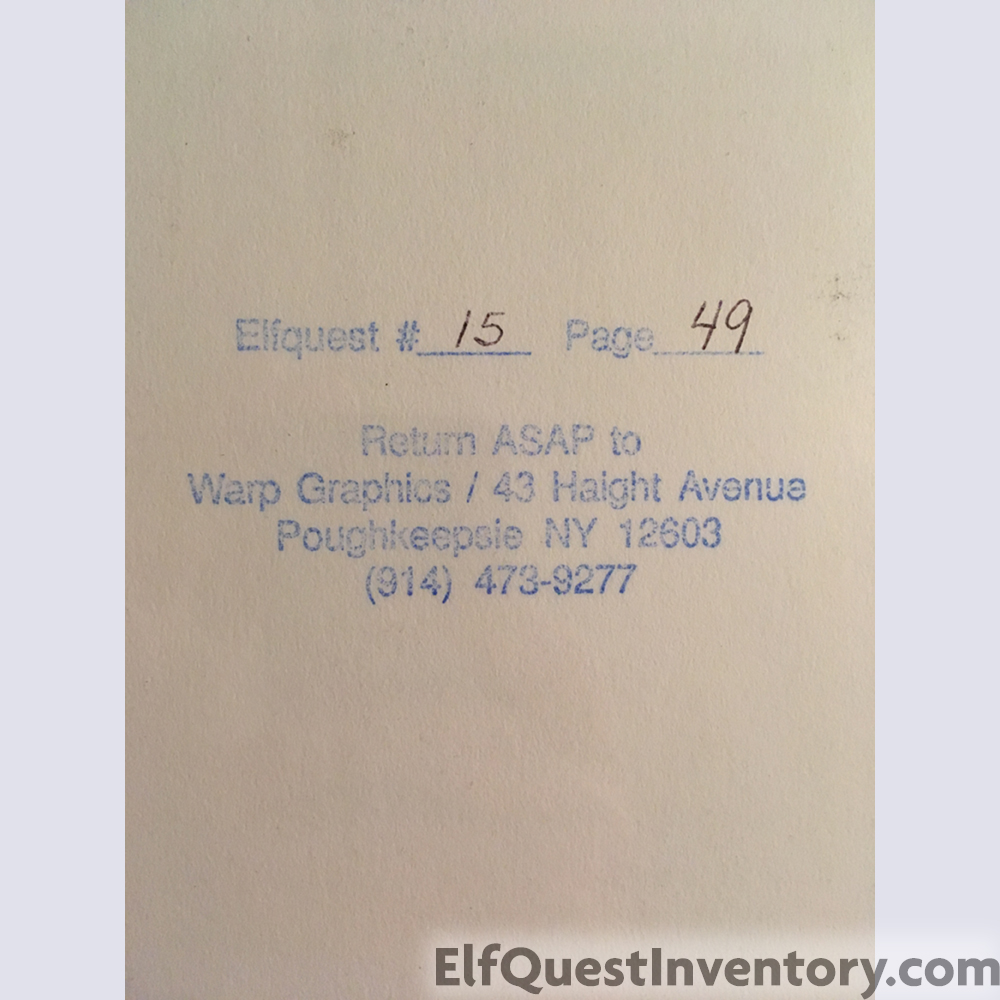 Elfquest # 15 Page 49
Return ASAP to
Warp Graphics / 43 Haight Avenue
Poughkeepsie NY 12603
(914) 473-9277
ElfQuestInventory.com